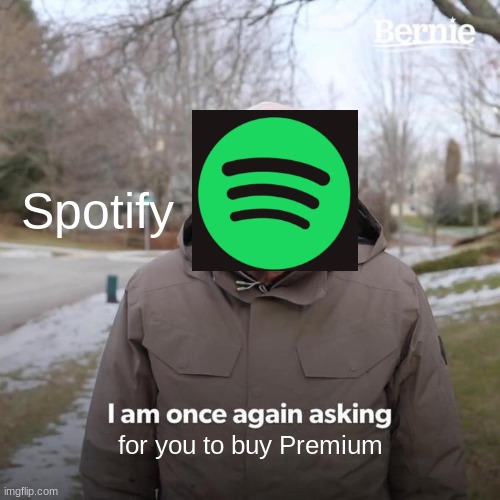 Bernie
Spotify
I am once again asking
for you to buy Premium
imgflip.com